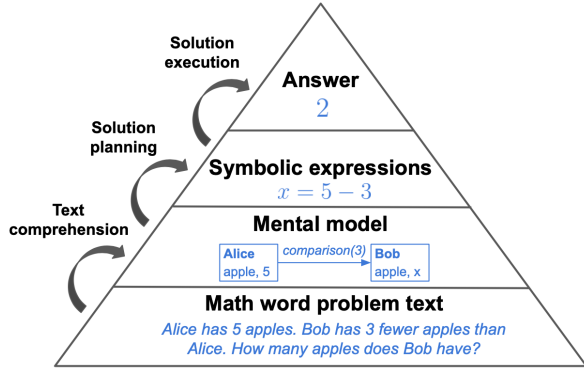 Solution
execution
Answer
2
Solution
planning
Symbolic expressions
x = 5 − 3
Text
comprehension
Mental model
Alice
apple, 5
comparison(3)
Bob
apple, x
Math word problem text
Alice has 5 apples. Bob has 3 fewer apples than
Alice. How many apples does Bob have?